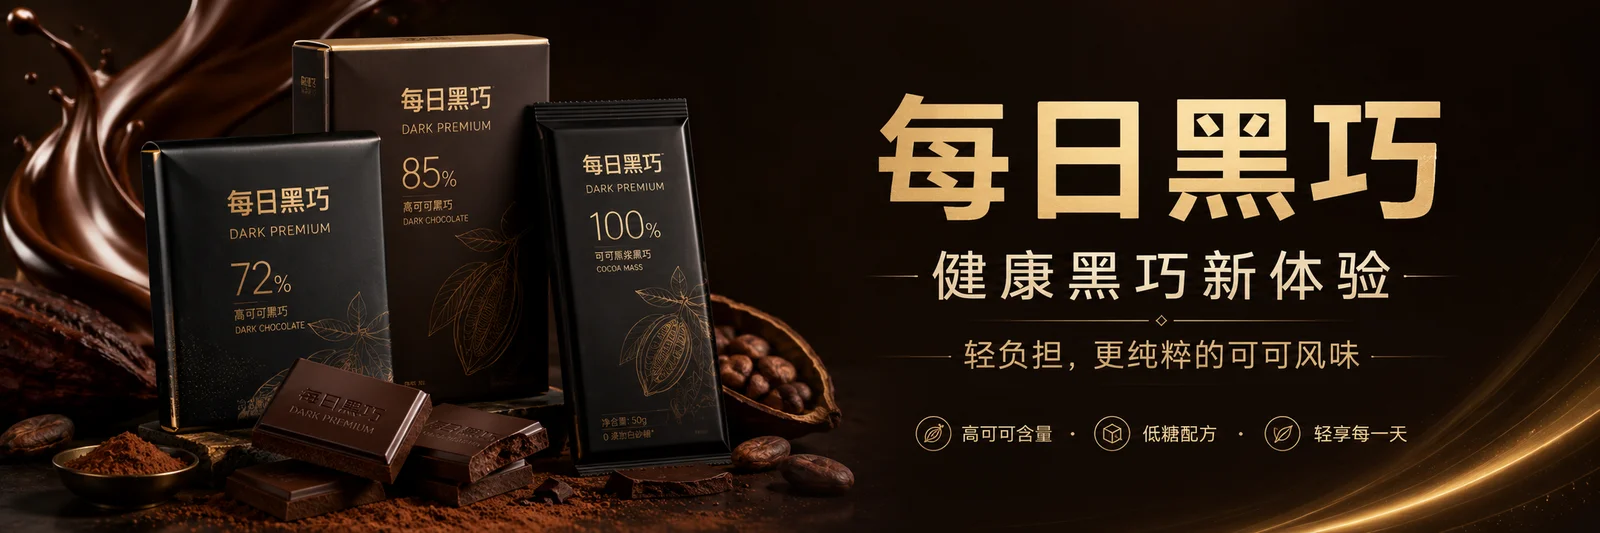 每日黑巧
DARK PREMIUM
72%
高可可黑巧
DARK CHOCOLATE
每日黑巧
DARK PREMIUM
85%
高可可黑巧
DARK CHOCOLATE
每日黑巧
DARK PREMIUM
100%
COCOA MASS
净含量: 50g
每日黑巧
DARK PREMIUM
每日黑巧
健康黑巧新体验
轻负担，更纯粹的可可风味
高可可含量 · 低糖配方 · 轻享每一天